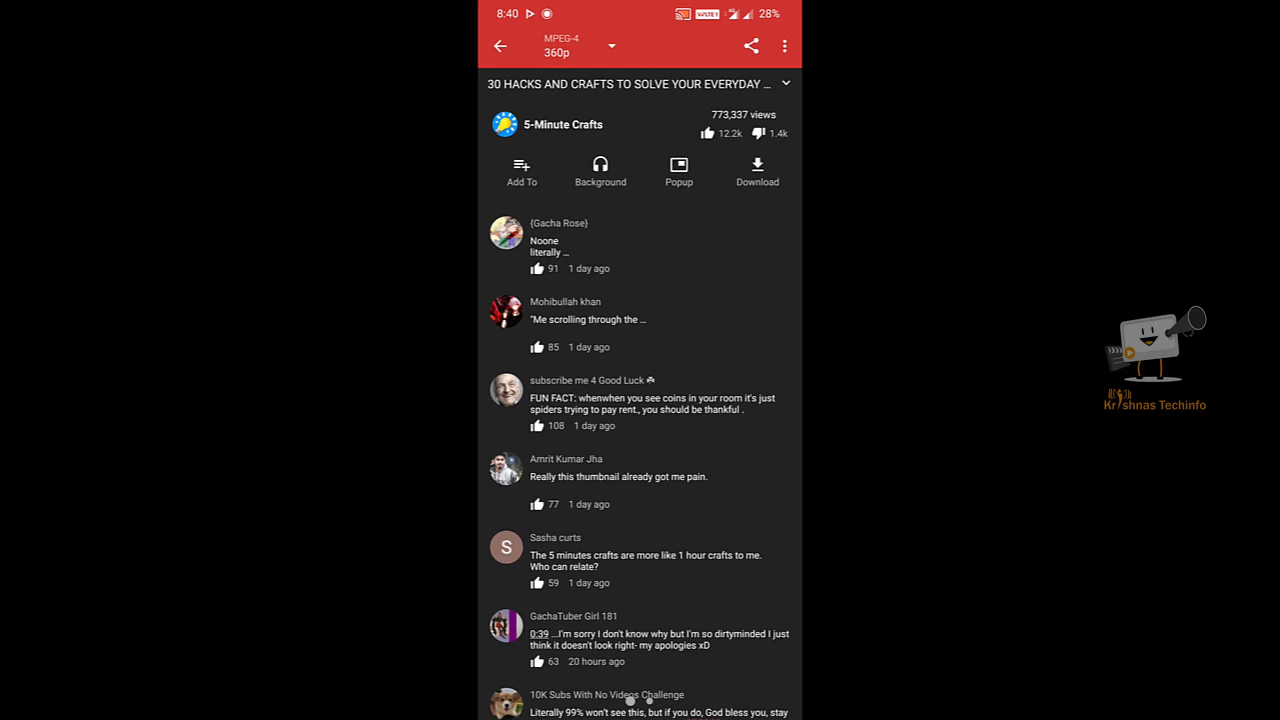 8:40
VoLTE 1
4G
28%
MPEG-4
360p
30 HACKS AND CRAFTS TO SOLVE YOUR EVERYDAY ...
5-Minute Crafts
773,337 views
12.2k
1.4k
Add To
Background
Popup
Download
{Gacha Rose}
Noone
literally ...
91 1 day ago
Mohibullah khan
"Me scrolling through the ...
85 1 day ago
subscribe me 4 Good Luck ☘
FUN FACT: whenwhen you see coins in your room it's just
spiders trying to pay rent., you should be thankful .
108 1 day ago
Amrit Kumar Jha
Really this thumbnail already got me pain.
77 1 day ago
S
Sasha curts
The 5 minutes crafts are more like 1 hour crafts to me.
Who can relate?
59 1 day ago
GachaTuber Girl 181
0:39 ...I'm sorry I don't know why but I'm so dirtyminded I just
think it doesn't look right- my apologies xD
63 20 hours ago
10K Subs With No Videos Challenge
Literally 99% won't see this, but if you do, God bless you, stay
Krishnas Techinfo